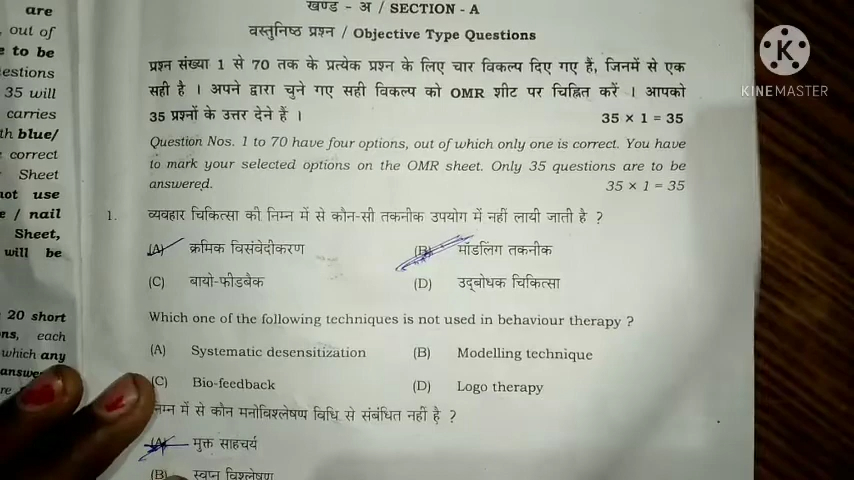 are
out of
e to be
estions
35 will
carries
th blue/
correct
Sheet
not use
e / nail
Sheet,
will be
20 short
ns, each
which any
answe
re
खण्ड - अ / SECTION - A
वस्तुनिष्ठ प्रश्न / Objective Type Questions
प्रश्न संख्या 1 से 70 तक के प्रत्येक प्रश्न के लिए चार विकल्प दिए गए हैं, जिनमें से एक
सही है । अपने द्वारा चुने गए सही विकल्प को OMR शीट पर चिह्नित करें । आपको
35 प्रश्नों के उत्तर देने हैं । 35 × 1 = 35
Question Nos. 1 to 70 have four options, out of which only one is correct. You have
to mark your selected options on the OMR sheet. Only 35 questions are to be
answered. 35 × 1 = 35
1. व्यवहार चिकित्सा की निम्न में से कौन-सी तकनीक उपयोग में नहीं लायी जाती है ?
(A) क्रमिक विसंवेदीकरण (B) मॉडलिंग तकनीक
(C) बायो-फीडबैक (D) उद्बोधक चिकित्सा
Which one of the following techniques is not used in behaviour therapy ?
(A) Systematic desensitization (B) Modelling technique
(C) Bio-feedback (D) Logo therapy
निम्न में से कौन मनोविश्लेषण विधि से संबंधित नहीं है ?
(A) मुक्त साहचर्य
(B) स्वप्न विश्लेषण
K
KINEMASTER